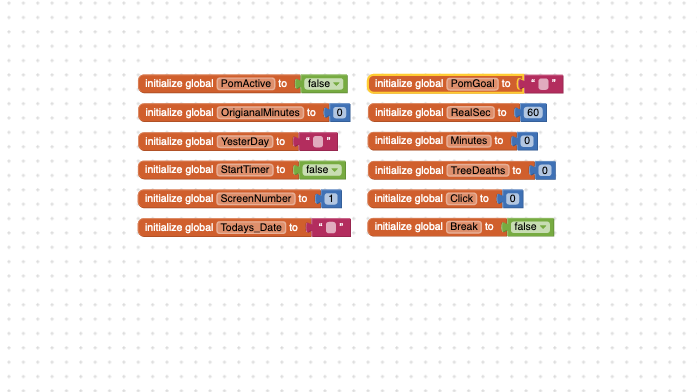 initialize global PomActive to false
initialize global PomGoal to " "
initialize global OrigianalMinutes to 0
initialize global RealSec to 60
initialize global YesterDay to " "
initialize global Minutes to 0
initialize global StartTimer to false
initialize global TreeDeaths to 0
initialize global ScreenNumber to 1
initialize global Click to 0
initialize global Todays_Date to " "
initialize global Break to false